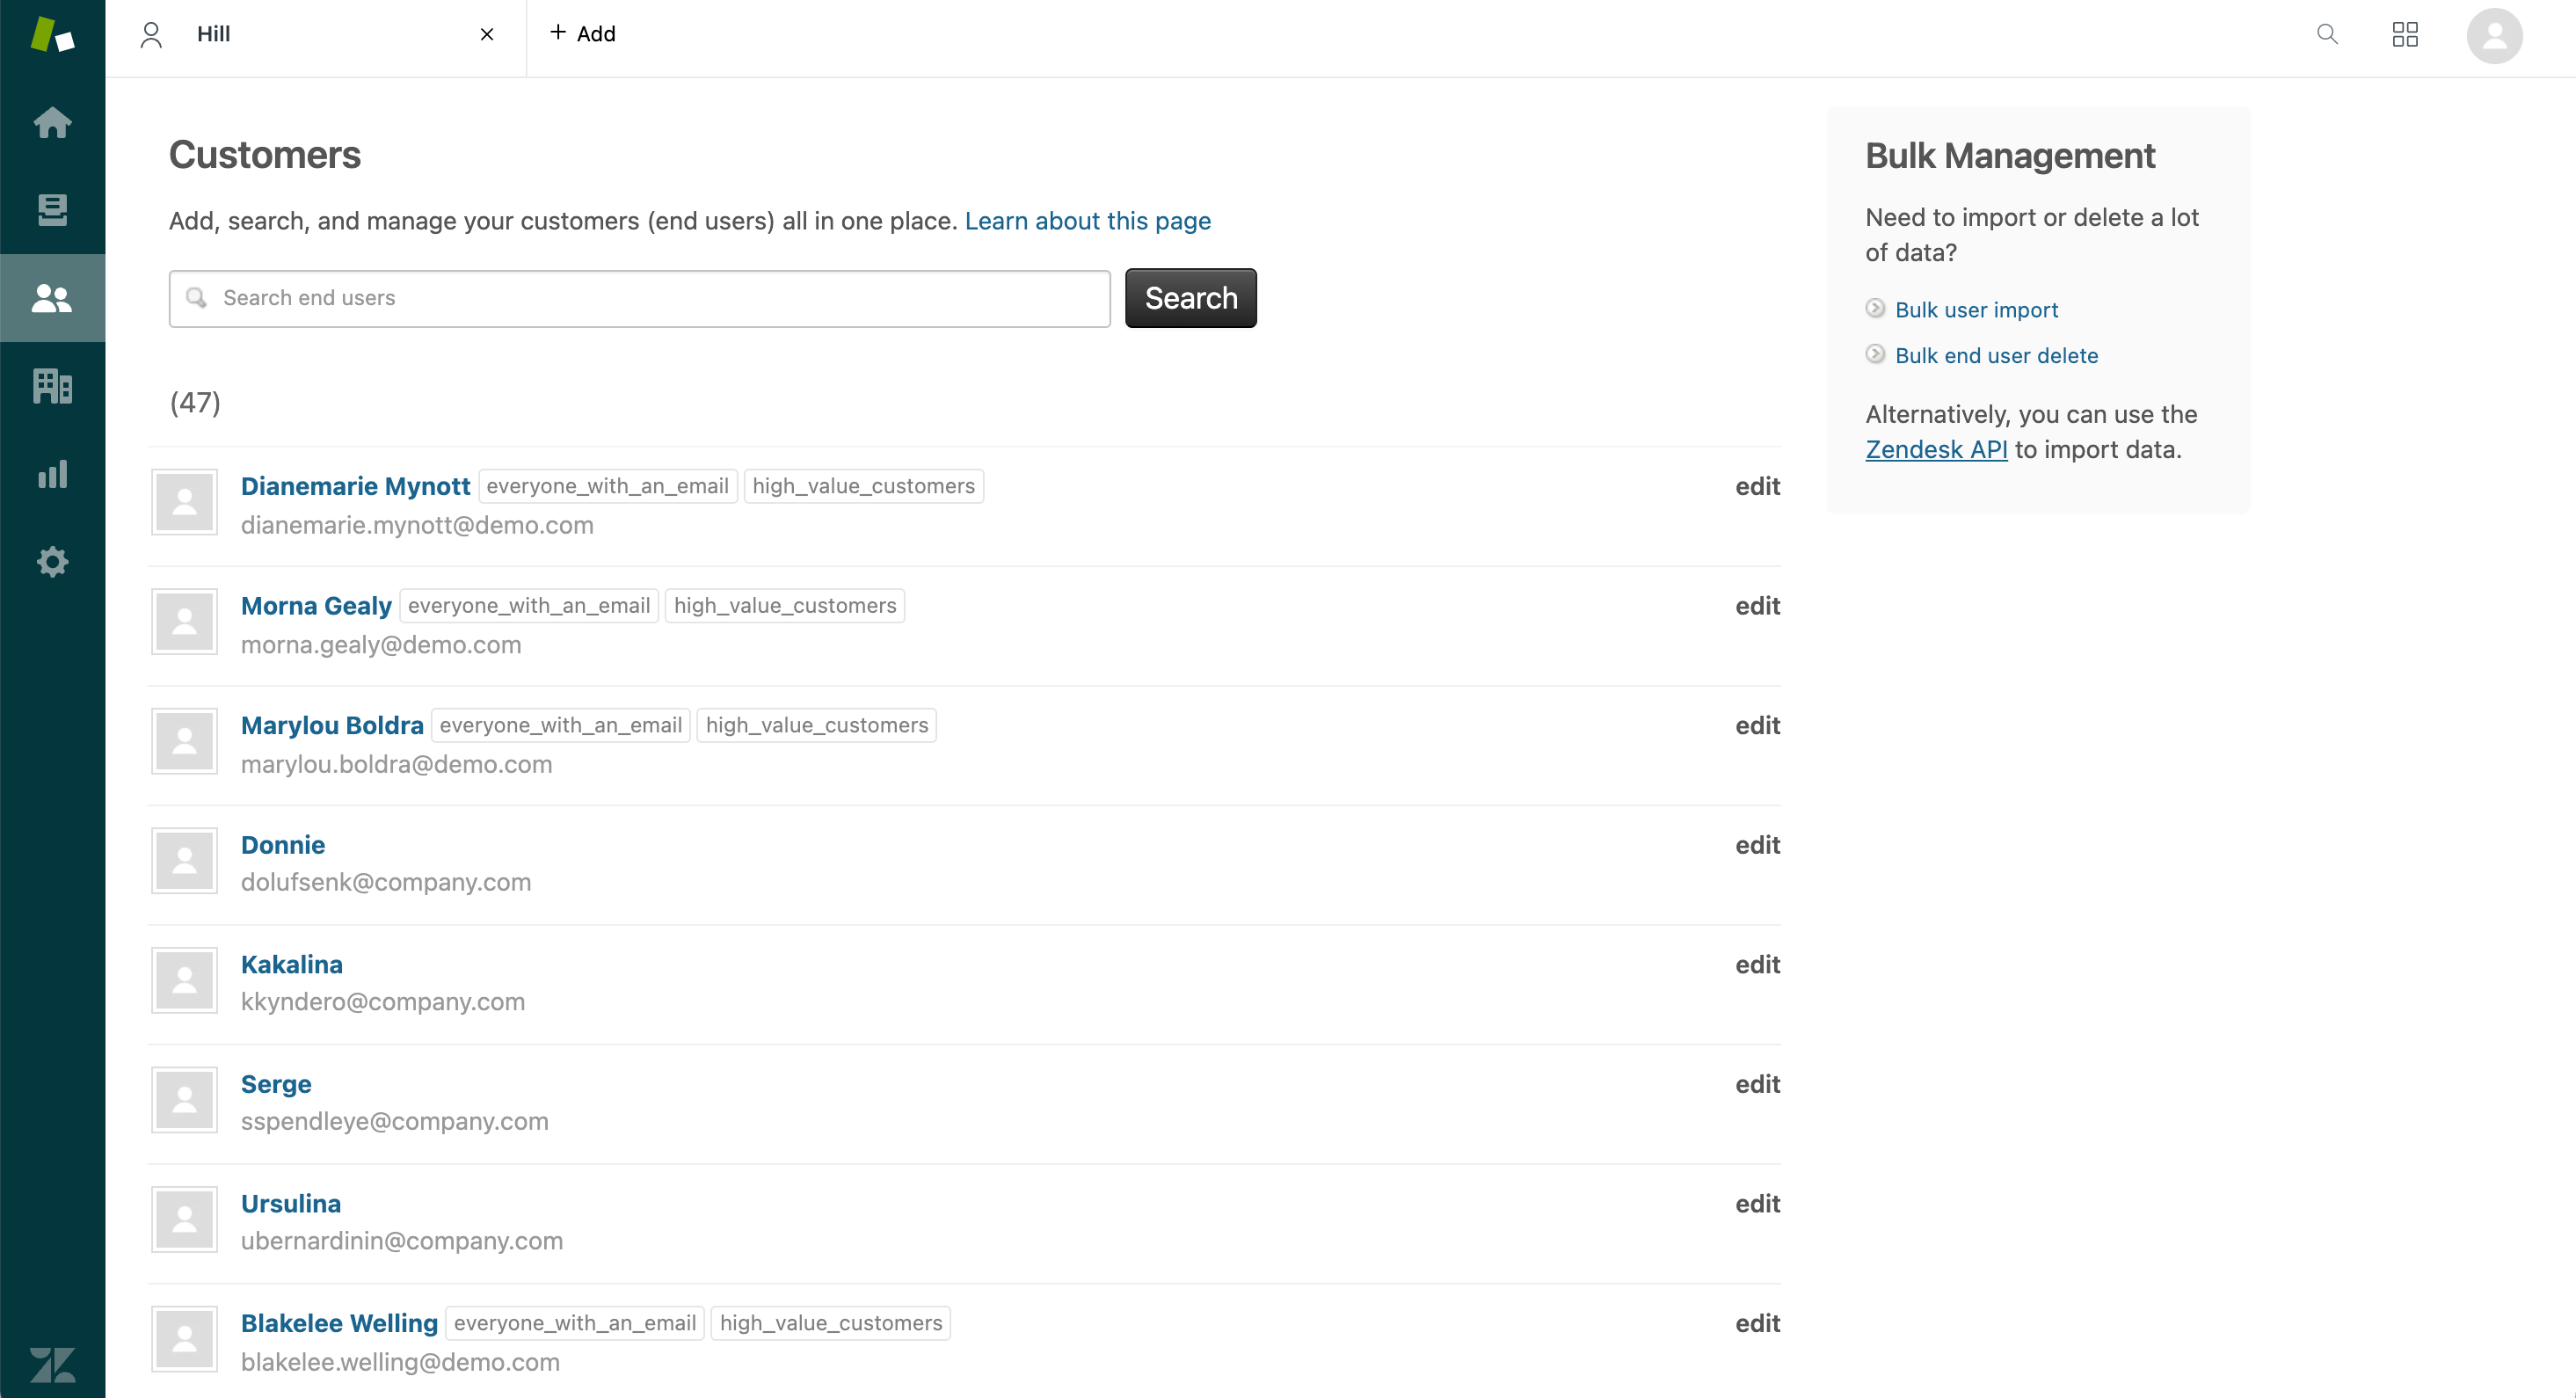 Hill
+ Add
Customers
Add, search, and manage your customers (end users) all in one place. Learn about this page
Search end users
Search
(47)
Dianemarie Mynott everyone_with_an_email high_value_customers edit
dianemarie.mynott@demo.com
Morna Gealy everyone_with_an_email high_value_customers edit
morna.gealy@demo.com
Marylou Boldra everyone_with_an_email high_value_customers edit
marylou.boldra@demo.com
Donnie edit
dolufsenk@company.com
Kakalina edit
kkyndero@company.com
Serge edit
sspendleye@company.com
Ursulina edit
ubernardinin@company.com
Blakelee Welling everyone_with_an_email high_value_customers edit
blakelee.welling@demo.com
Bulk Management
Need to import or delete a lot
of data?
Bulk user import
Bulk end user delete
Alternatively, you can use the
Zendesk API to import data.